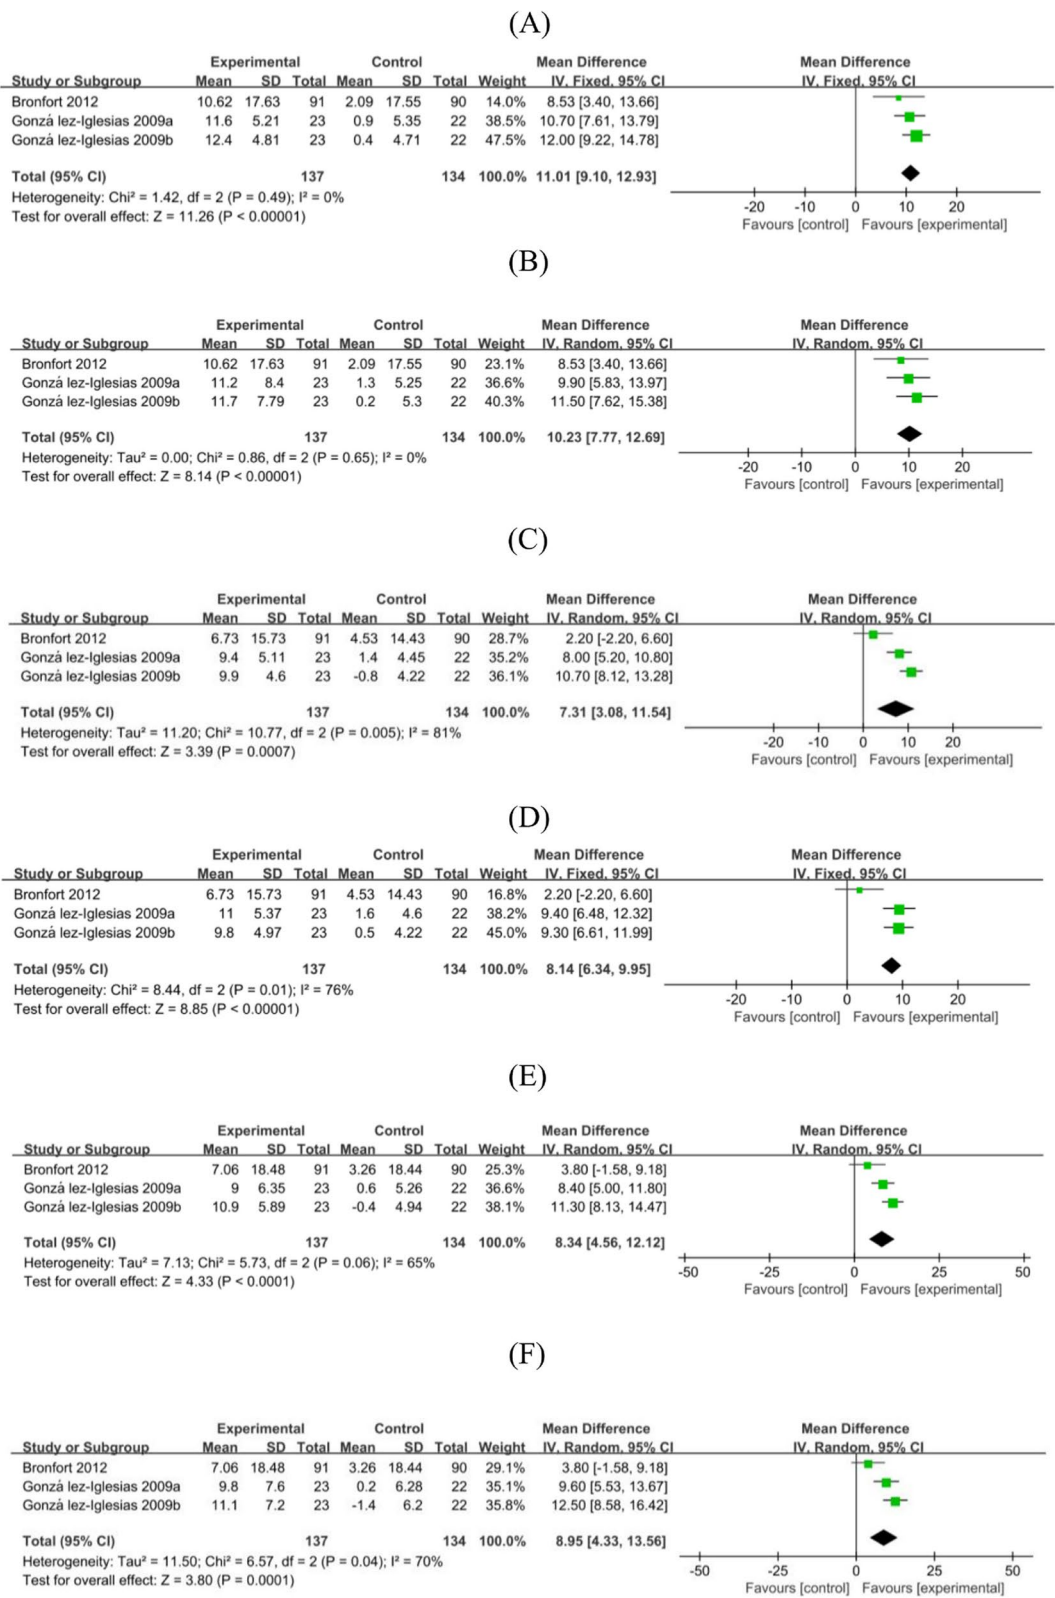 (A)
Experimental Control Mean Difference Mean Difference
Study or Subgroup Mean SD Total Mean SD Total Weight IV, Fixed, 95% CI IV, Fixed, 95% CI
Bronfort 2012 10.62 17.63 91 2.09 17.55 90 14.0% 8.53 [3.40, 13.66]
Gonzá lez-Iglesias 2009a 11.6 5.21 23 0.9 5.35 22 38.5% 10.70 [7.61, 13.79]
Gonzá lez-Iglesias 2009b 12.4 4.81 23 0.4 4.71 22 47.5% 12.00 [9.22, 14.78]
Total (95% CI) 137 134 100.0% 11.01 [9.10, 12.93]
Heterogeneity: Chi² = 1.42, df = 2 (P = 0.49); I² = 0%
Test for overall effect: Z = 11.26 (P < 0.00001)
-20 -10 0 10 20
Favours [control] Favours [experimental]
(B)
Experimental Control Mean Difference Mean Difference
Study or Subgroup Mean SD Total Mean SD Total Weight IV, Random, 95% CI IV, Random, 95% CI
Bronfort 2012 10.62 17.63 91 2.09 17.55 90 23.1% 8.53 [3.40, 13.66]
Gonzá lez-Iglesias 2009a 11.2 8.4 23 1.3 5.25 22 36.6% 9.90 [5.83, 13.97]
Gonzá lez-Iglesias 2009b 11.7 7.79 23 0.2 5.3 22 40.3% 11.50 [7.62, 15.38]
Total (95% CI) 137 134 100.0% 10.23 [7.77, 12.69]
Heterogeneity: Tau² = 0.00; Chi² = 0.86, df = 2 (P = 0.65); I² = 0%
Test for overall effect: Z = 8.14 (P < 0.00001)
-20 -10 0 10 20
Favours [control] Favours [experimental]
(C)
Experimental Control Mean Difference Mean Difference
Study or Subgroup Mean SD Total Mean SD Total Weight IV, Random, 95% CI IV, Random, 95% CI
Bronfort 2012 6.73 15.73 91 4.53 14.43 90 28.7% 2.20 [-2.20, 6.60]
Gonzá lez-Iglesias 2009a 9.4 5.11 23 1.4 4.45 22 35.2% 8.00 [5.20, 10.80]
Gonzá lez-Iglesias 2009b 9.9 4.6 23 -0.8 4.22 22 36.1% 10.70 [8.12, 13.28]
Total (95% CI) 137 134 100.0% 7.31 [3.08, 11.54]
Heterogeneity: Tau² = 11.20; Chi² = 10.77, df = 2 (P = 0.005); I² = 81%
Test for overall effect: Z = 3.39 (P = 0.0007)
-20 -10 0 10 20
Favours [control] Favours [experimental]
(D)
Experimental Control Mean Difference Mean Difference
Study or Subgroup Mean SD Total Mean SD Total Weight IV, Fixed, 95% CI IV, Fixed, 95% CI
Bronfort 2012 6.73 15.73 91 4.53 14.43 90 16.8% 2.20 [-2.20, 6.60]
Gonzá lez-Iglesias 2009a 11 5.37 23 1.6 4.6 22 38.2% 9.40 [6.48, 12.32]
Gonzá lez-Iglesias 2009b 9.8 4.97 23 0.5 4.22 22 45.0% 9.30 [6.61, 11.99]
Total (95% CI) 137 134 100.0% 8.14 [6.34, 9.95]
Heterogeneity: Chi² = 8.44, df = 2 (P = 0.01); I² = 76%
Test for overall effect: Z = 8.85 (P < 0.00001)
-20 -10 0 10 20
Favours [control] Favours [experimental]
(E)
Experimental Control Mean Difference Mean Difference
Study or Subgroup Mean SD Total Mean SD Total Weight IV, Random, 95% CI IV, Random, 95% CI
Bronfort 2012 7.06 18.48 91 3.26 18.44 90 25.3% 3.80 [-1.58, 9.18]
Gonzá lez-Iglesias 2009a 9 6.35 23 0.6 5.26 22 36.6% 8.40 [5.00, 11.80]
Gonzá lez-Iglesias 2009b 10.9 5.89 23 -0.4 4.94 22 38.1% 11.30 [8.13, 14.47]
Total (95% CI) 137 134 100.0% 8.34 [4.56, 12.12]
Heterogeneity: Tau² = 7.13; Chi² = 5.73, df = 2 (P = 0.06); I² = 65%
Test for overall effect: Z = 4.33 (P < 0.0001)
-50 -25 0 25 50
Favours [control] Favours [experimental]
(F)
Experimental Control Mean Difference Mean Difference
Study or Subgroup Mean SD Total Mean SD Total Weight IV, Random, 95% CI IV, Random, 95% CI
Bronfort 2012 7.06 18.48 91 3.26 18.44 90 29.1% 3.80 [-1.58, 9.18]
Gonzá lez-Iglesias 2009a 9.8 7.6 23 0.2 6.28 22 35.1% 9.60 [5.53, 13.67]
Gonzá lez-Iglesias 2009b 11.1 7.2 23 -1.4 6.2 22 35.8% 12.50 [8.58, 16.42]
Total (95% CI) 137 134 100.0% 8.95 [4.33, 13.56]
Heterogeneity: Tau² = 11.50; Chi² = 6.57, df = 2 (P = 0.04); I² = 70%
Test for overall effect: Z = 3.80 (P = 0.0001)
-50 -25 0 25 50
Favours [control] Favours [experimental]